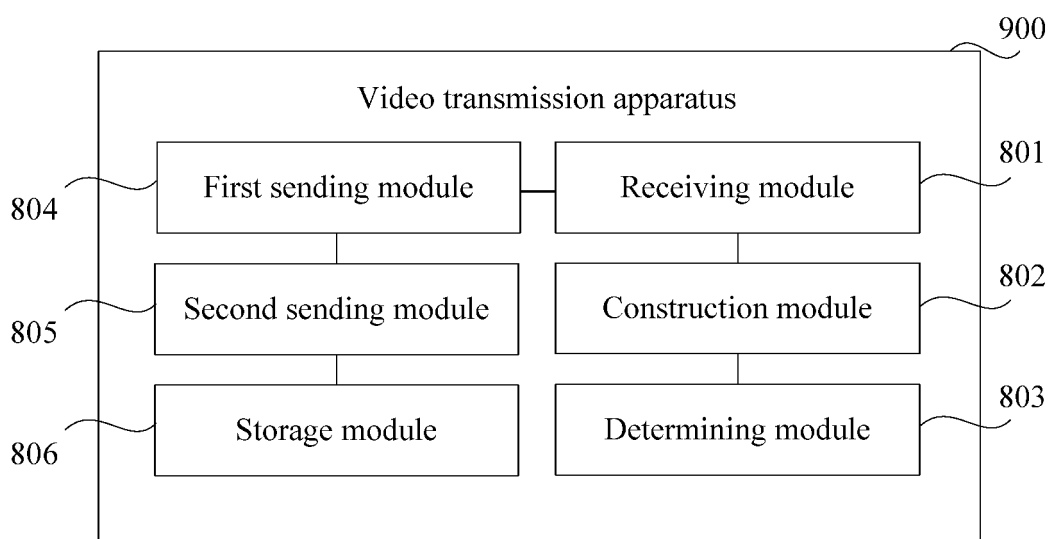 900
Video transmission apparatus
First sending module
Receiving module
801
804
Second sending module
Construction module
802
805
Storage module
Determining module
803
806